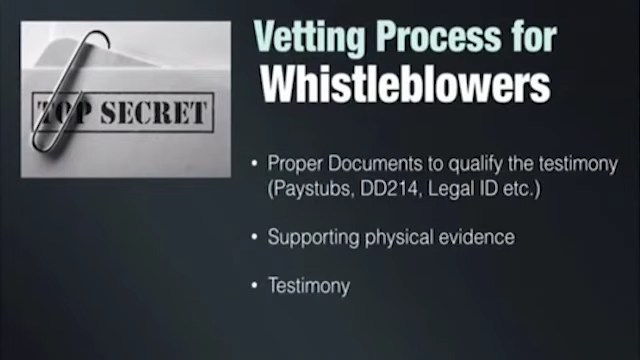 TOP SECRET
Vetting Process for
Whistleblowers
• Proper Documents to qualify the testimony
(Paystubs, DD214, Legal ID etc.)
• Supporting physical evidence
• Testimony